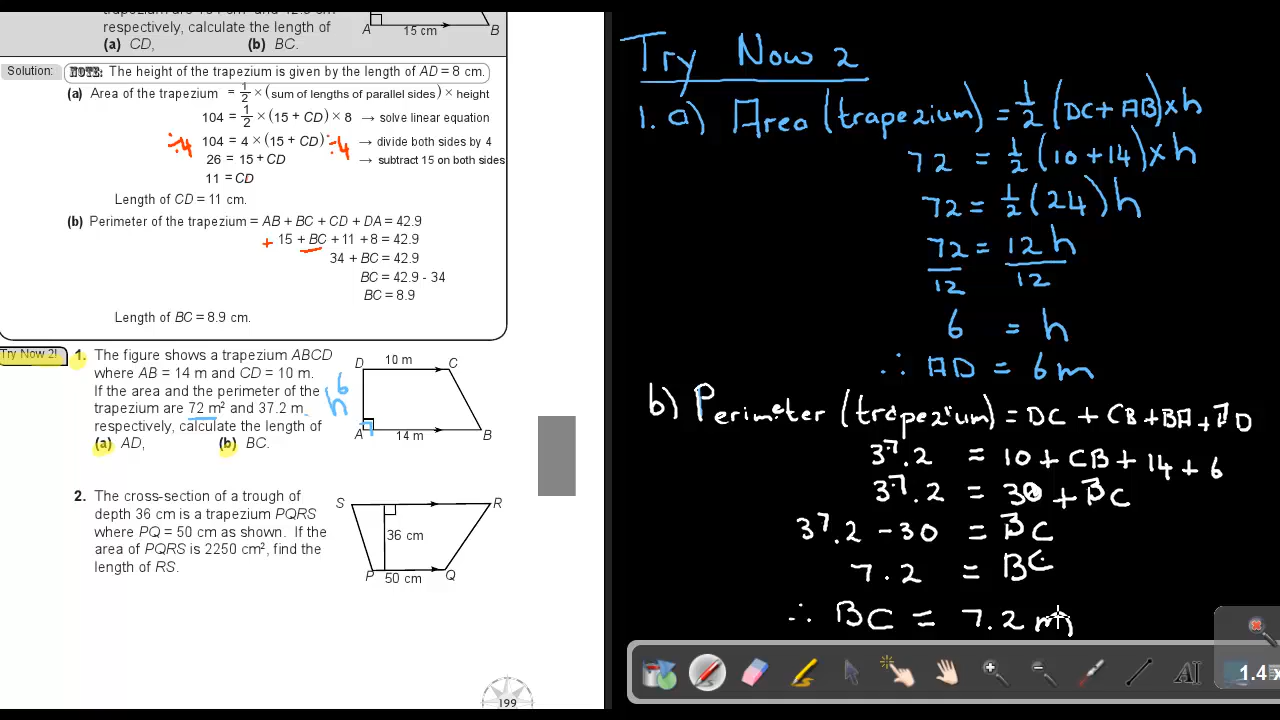 respectively, calculate the length of
(a) CD, (b) BC.
A 15 cm B
Solution:
NOTE: The height of the trapezium is given by the length of AD = 8 cm.
(a) Area of the trapezium = 1/2 × (sum of lengths of parallel sides) × height
104 = 1/2 × (15 + CD) × 8 → solve linear equation
÷4 104 = 4 × (15 + CD) ÷4 → divide both sides by 4
26 = 15 + CD → subtract 15 on both sides
11 = CD
Length of CD = 11 cm.
(b) Perimeter of the trapezium = AB + BC + CD + DA = 42.9
+ 15 + BC + 11 + 8 = 42.9
34 + BC = 42.9
BC = 42.9 - 34
BC = 8.9
Length of BC = 8.9 cm.
Try Now 2!
1. The figure shows a trapezium ABCD
where AB = 14 m and CD = 10 m.
If the area and the perimeter of the
trapezium are 72 m² and 37.2 m
respectively, calculate the length of
(a) AD, (b) BC.
D 10 m C
6
h
A 14 m B
2. The cross-section of a trough of
depth 36 cm is a trapezium PQRS
where PQ = 50 cm as shown. If the
area of PQRS is 2250 cm², find the
length of RS.
S R
36 cm
P 50 cm Q
199
Try Now 2
1. a) Area (trapezium) = 1/2 (DC + AB) × h
72 = 1/2 (10 + 14) × h
72 = 1/2 (24) h
72 = 12 h
12 12
6 = h
∴ AD = 6m
b) Perimeter (trapezium) = DC + CB + BA + AD
37.2 = 10 + CB + 14 + 6
37.2 = 30 + BC
37.2 - 30 = BC
7.2 = BC
∴ BC = 7.2 m
AI
1.4 x